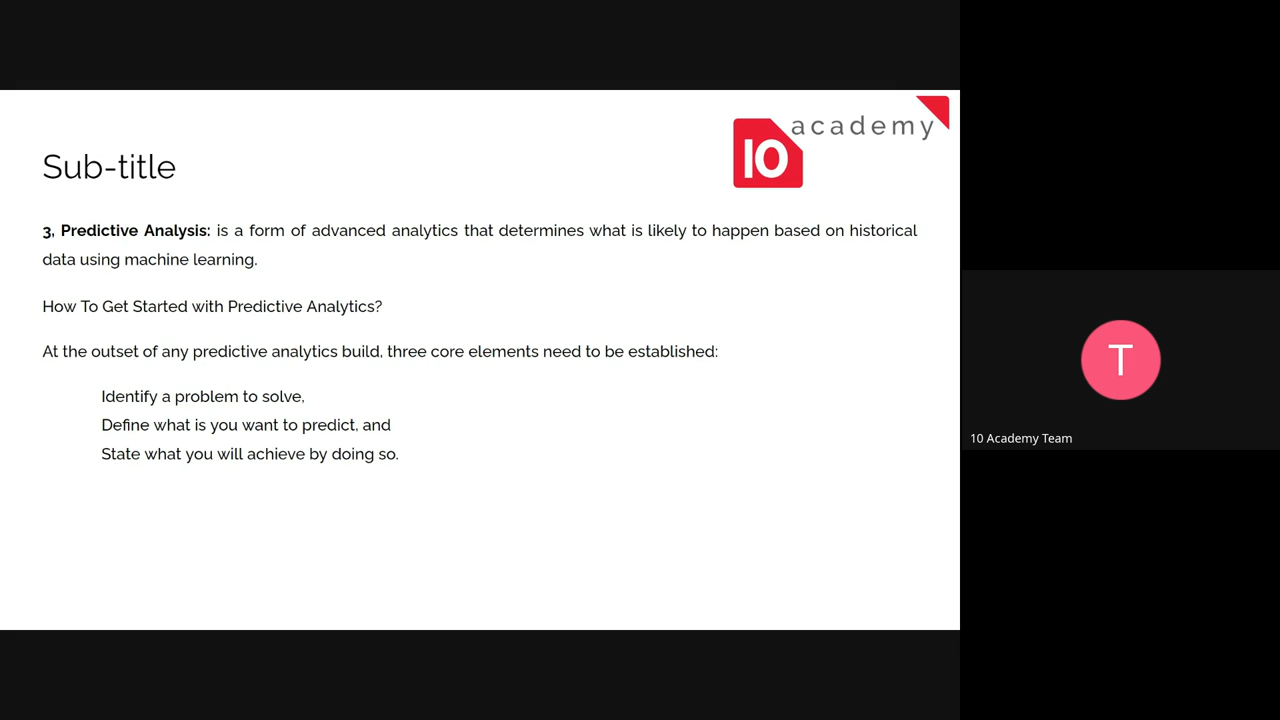 academy
10
Sub-title
3, Predictive Analysis: is a form of advanced analytics that determines what is likely to happen based on historical
data using machine learning.
How To Get Started with Predictive Analytics?
At the outset of any predictive analytics build, three core elements need to be established:
Identify a problem to solve,
Define what is you want to predict, and
State what you will achieve by doing so.
T
10 Academy Team